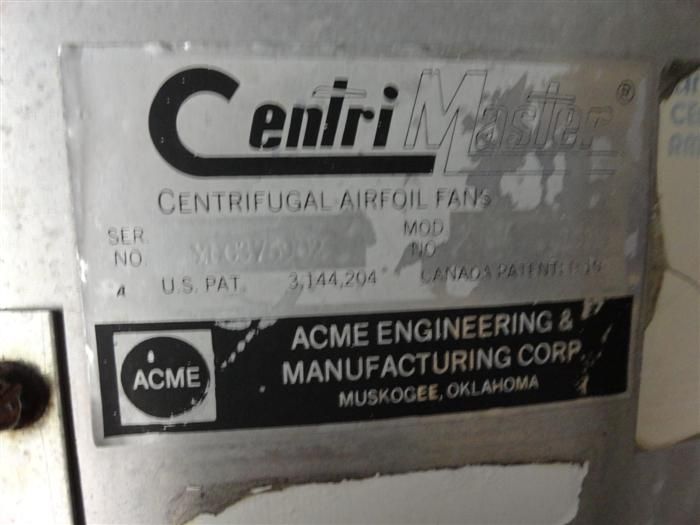 CentriMaster®
CENTRIFUGAL AIRFOIL FANS
SER. NO.
MOD NO
U.S. PAT. 3,144,204 CANADA PATENT
ACME
ACME ENGINEERING &
MANUFACTURING CORP.
MUSKOGEE, OKLAHOMA